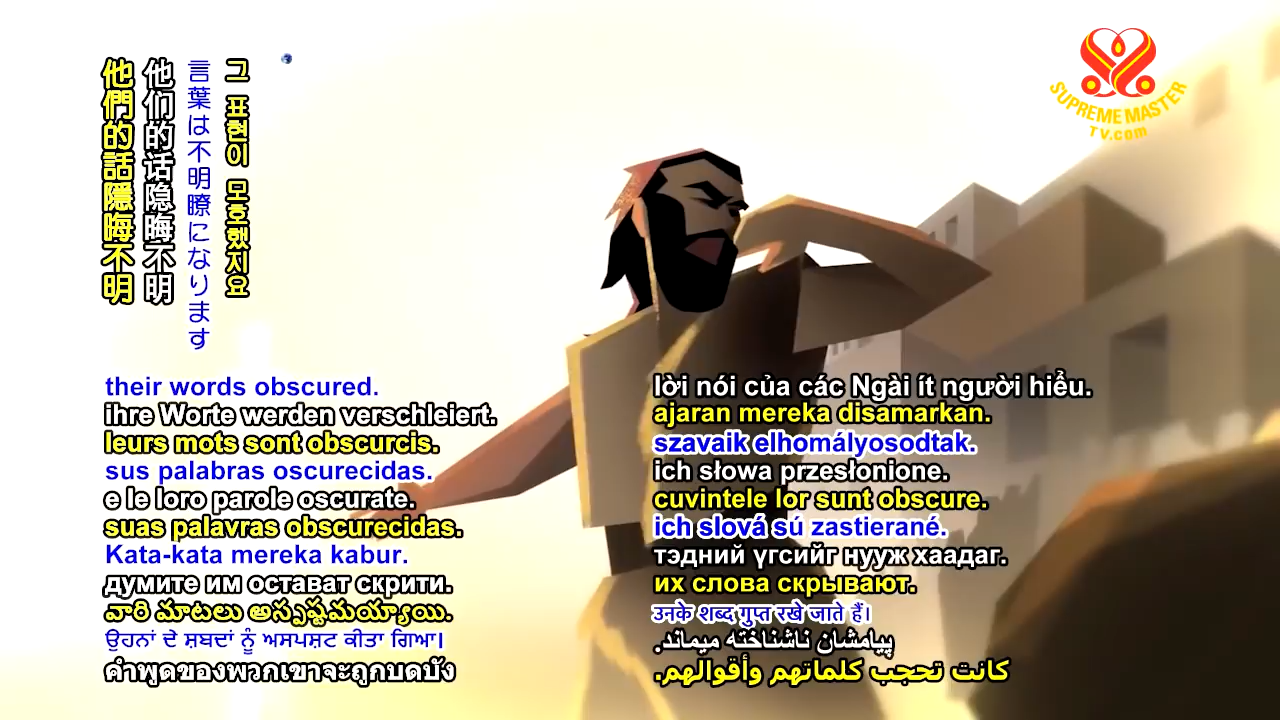 他們的話隱晦不明
他们的话隐晦不明
言葉は不明瞭になります
그 표현이 모호했지요
SUPREME MASTER
TV.com
their words obscured.
ihre Worte werden verschleiert.
leurs mots sont obscurcis.
sus palabras oscurecidas.
e le loro parole oscurate.
suas palavras obscurecidas.
Kata-kata mereka kabur.
думите им остават скрити.
వారి మాటలు అస్పష్టమయ్యాయి.
ਉਹਨਾਂ ਦੇ ਸ਼ਬਦਾਂ ਨੂੰ ਅਸਪਸ਼ਟ ਕੀਤਾ ਗਿਆ।
คำพูดของพวกเขาจะถูกบดบัง
lời nói của các Ngài ít người hiểu.
ajaran mereka disamarkan.
szavaik elhomályosodtak.
ich słowa przesłonione.
cuvintele lor sunt obscure.
ich slová sú zastierané.
тэдний үгсийг нууж хаадаг.
их слова скрывают.
उनके शब्द गुप्त रखे जाते हैं।
پیامشان ناشناخته میماند.
كانت تحجب كلماتهم وأقوالهم.